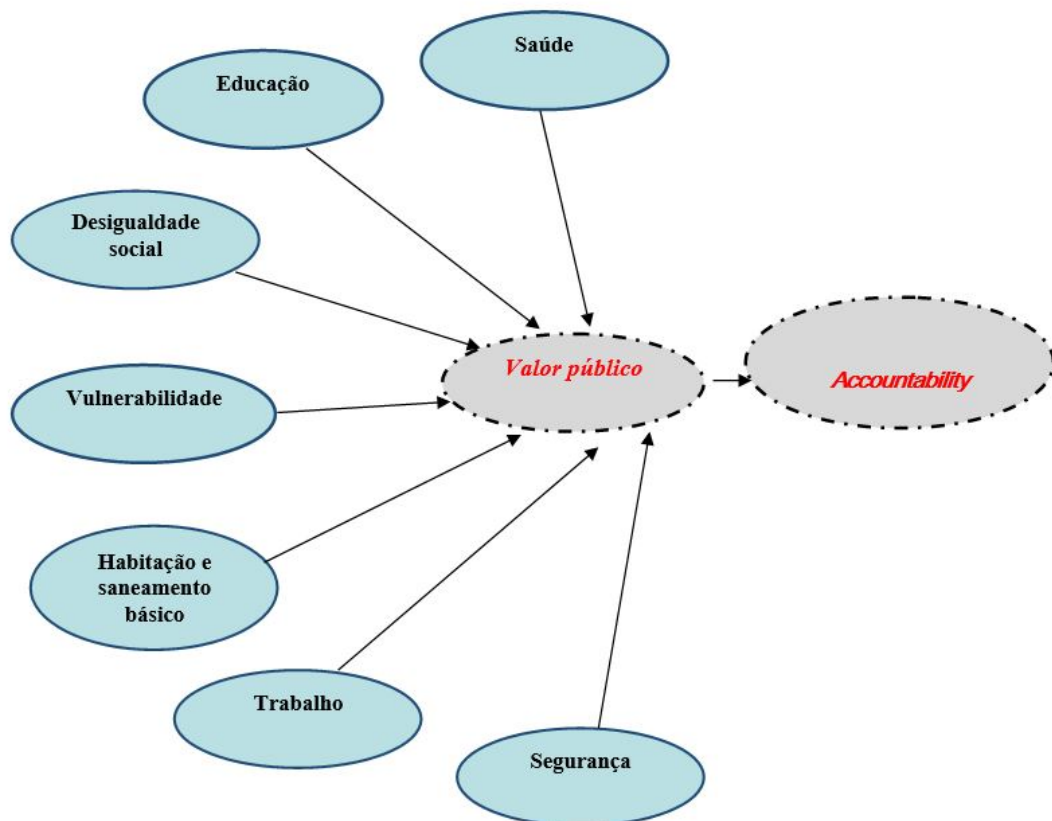 Saúde
Educação
Desigualdade
social
Valor público
Accountability
Vulnerabilidade
Habitação e
saneamento
básico
Trabalho
Segurança